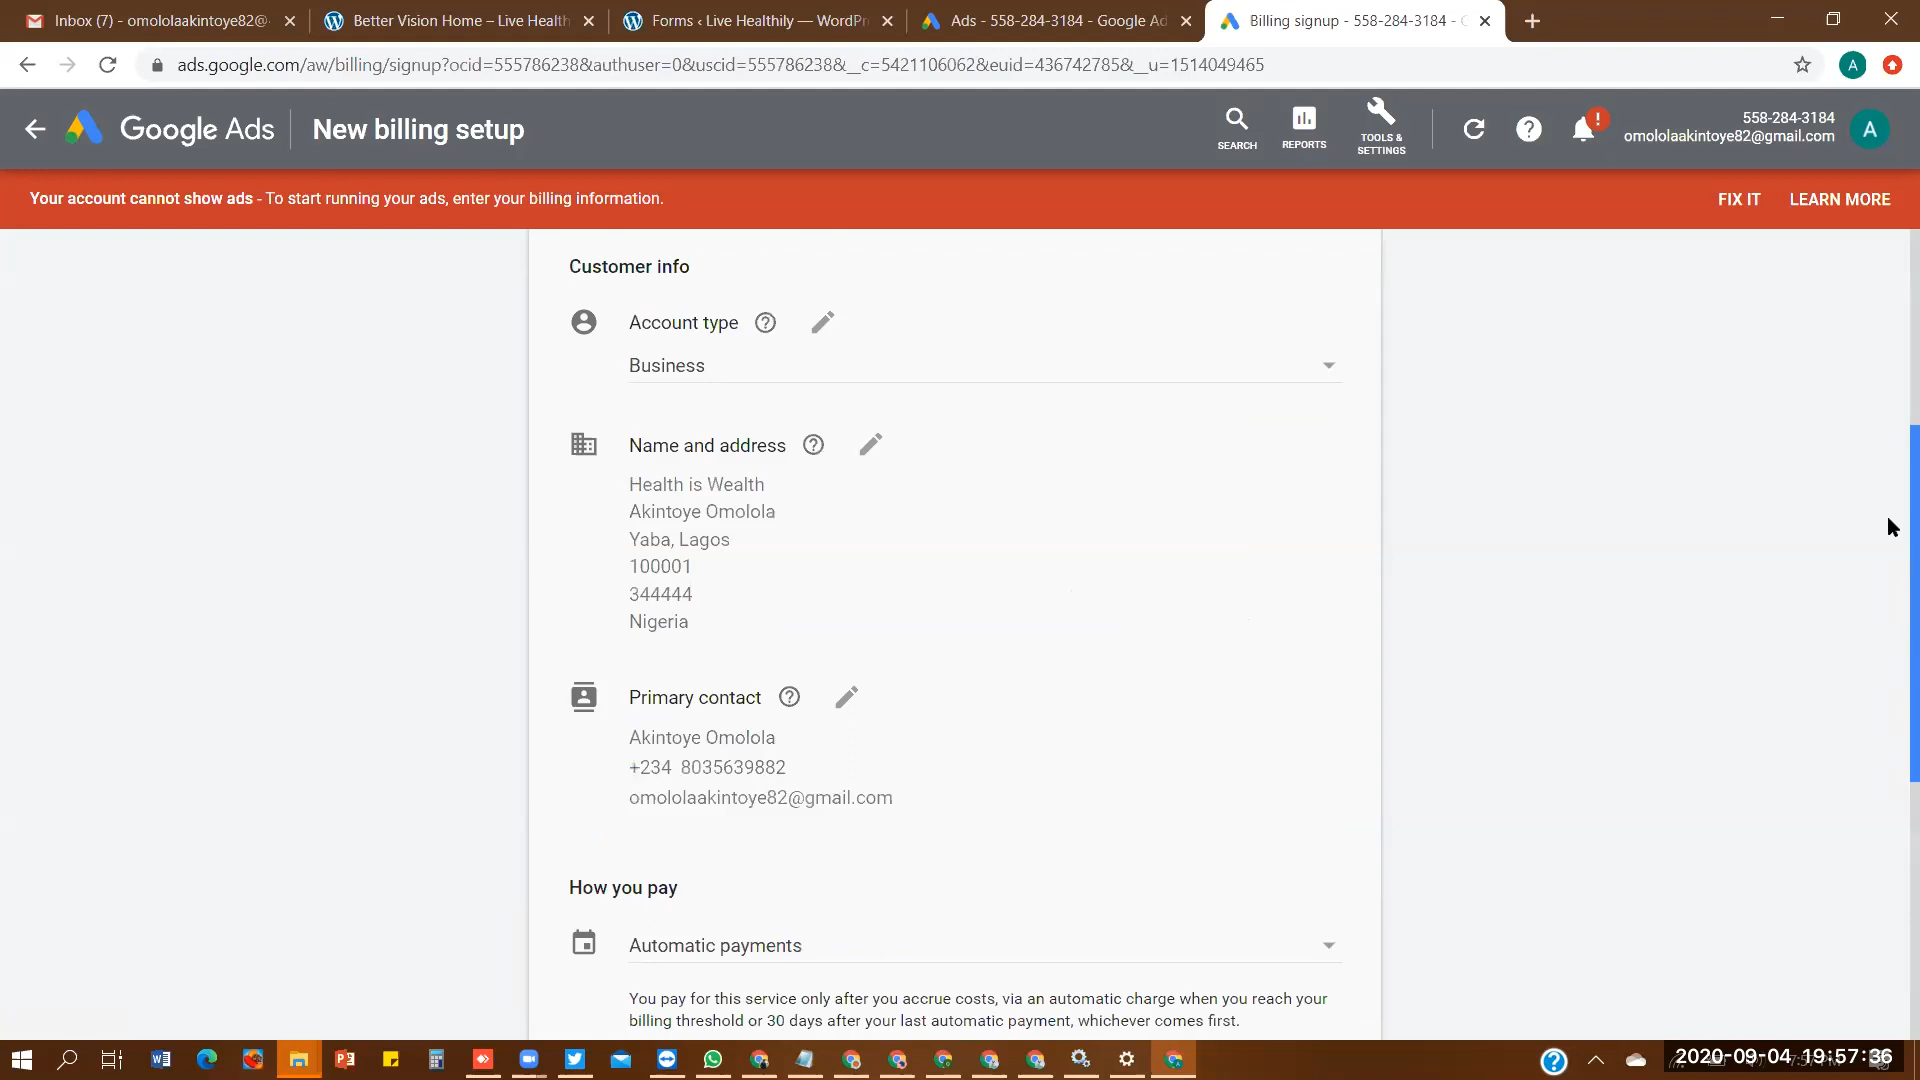 Inbox (7) - omololaakintoye82@
Better Vision Home – Live Health
Forms ‹ Live Healthily — WordPr
Ads - 558-284-3184 - Google Ad
Billing signup - 558-284-3184 - G
ads.google.com/aw/billing/signup?ocid=555786238&authuser=0&uscid=555786238&__c=5421106062&euid=436742785&__u=1514049465
A
Google Ads
New billing setup
SEARCH
REPORTS
TOOLS &
SETTINGS
558-284-3184
omololaakintoye82@gmail.com
A
Your account cannot show ads - To start running your ads, enter your billing information.
FIX IT
LEARN MORE
Customer info
Account type
Business
Name and address
Health is Wealth
Akintoye Omolola
Yaba, Lagos
100001
344444
Nigeria
Primary contact
Akintoye Omolola
+234 8035639882
omololaakintoye82@gmail.com
How you pay
Automatic payments
You pay for this service only after you accrue costs, via an automatic charge when you reach your
billing threshold or 30 days after your last automatic payment, whichever comes first.
2020-09-04 19:57:36